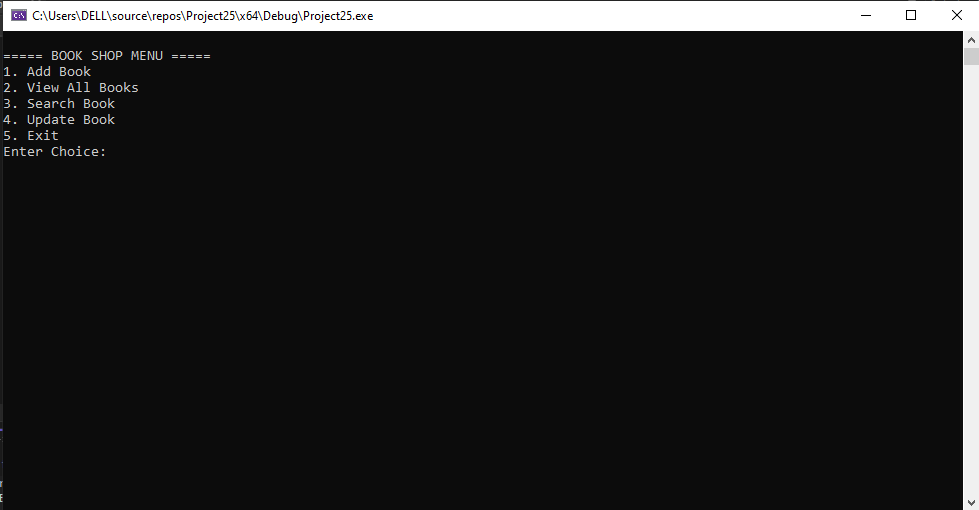 C:\Users\DELL\source\repos\Project25\x64\Debug\Project25.exe
===== BOOK SHOP MENU =====
1. Add Book
2. View All Books
3. Search Book
4. Update Book
5. Exit
Enter Choice: